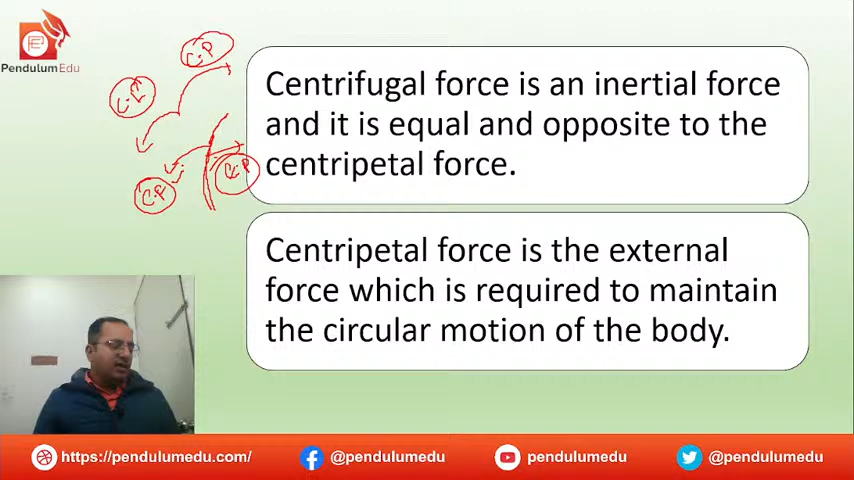 PendulumEdu
C.P
C.F
C.F
C.P
Centrifugal force is an inertial force
and it is equal and opposite to the
centripetal force.
Centripetal force is the external
force which is required to maintain
the circular motion of the body.
https://pendulumedu.com/
@pendulumedu
pendulumedu
@pendulumedu